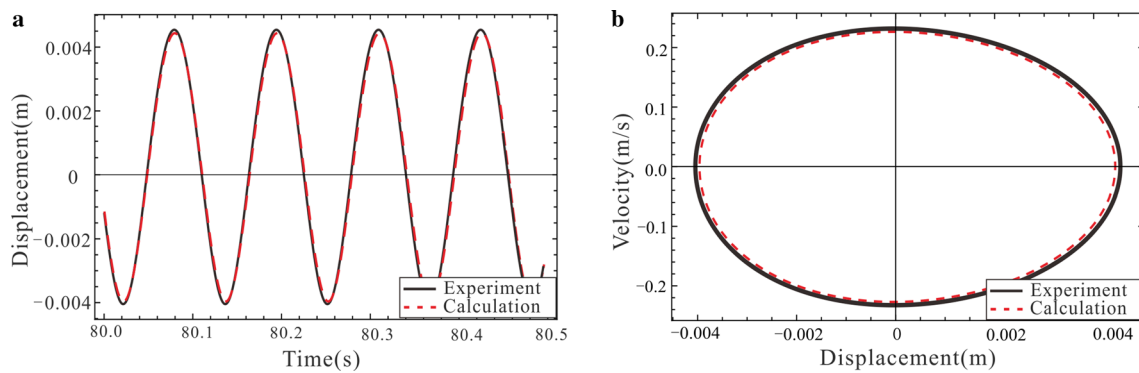 a
Displacement(m)
0.004
0.002
0
−0.002
−0.004
80.0 80.1 80.2 80.3 80.4 80.5
Time(s)
Experiment
Calculation
b
Velocity(m/s)
0.2
0.1
0.0
−0.1
−0.2
−0.004 −0.002 0 0.002 0.004
Displacement(m)
Experiment
Calculation